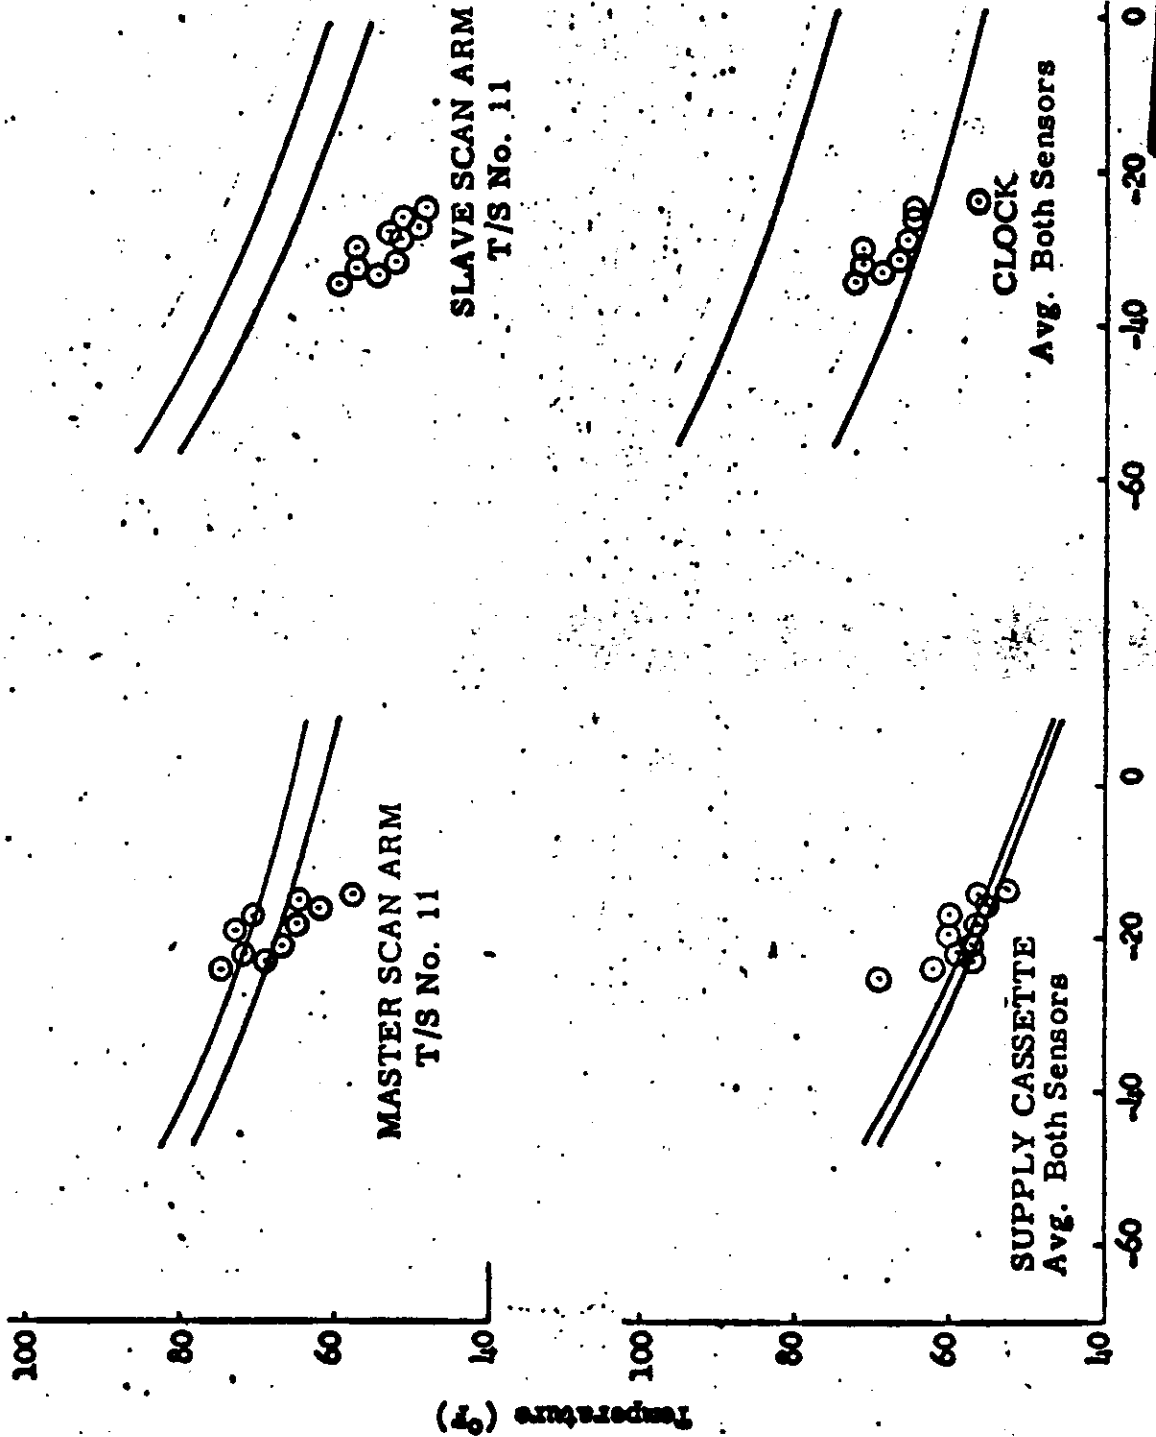 Temperature (°F)
100
80
60
40
MASTER SCAN ARM
T/S No. 11
SLAVE SCAN ARM
T/S No. 11
100
80
60
40
SUPPLY CASSETTE
Avg. Both Sensors
CLOCK
Avg. Both Sensors
-60 -40 -20 0 -60 -40 -20 0